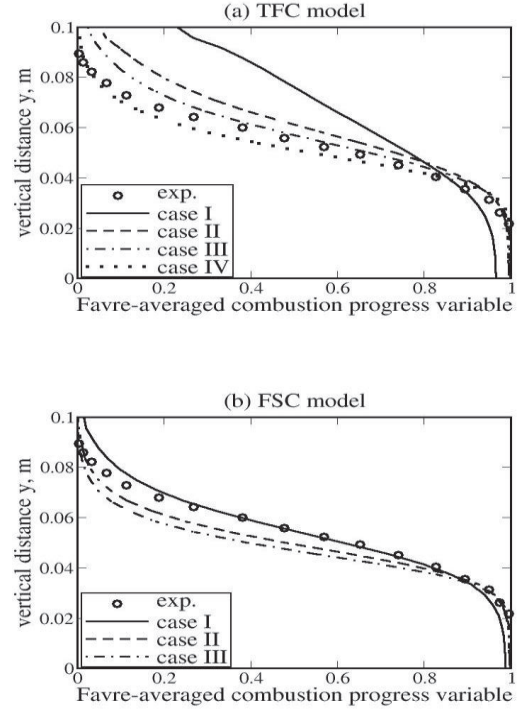 (a) TFC model
0.1
0.08
0.06
0.04
0.02
0
vertical distance y, m
exp.
case I
case II
case III
case IV
0 0.2 0.4 0.6 0.8 1
Favre-averaged combustion progress variable
(b) FSC model
0.1
0.08
0.06
0.04
0.02
0
vertical distance y, m
exp.
case I
case II
case III
0 0.2 0.4 0.6 0.8 1
Favre-averaged combustion progress variable